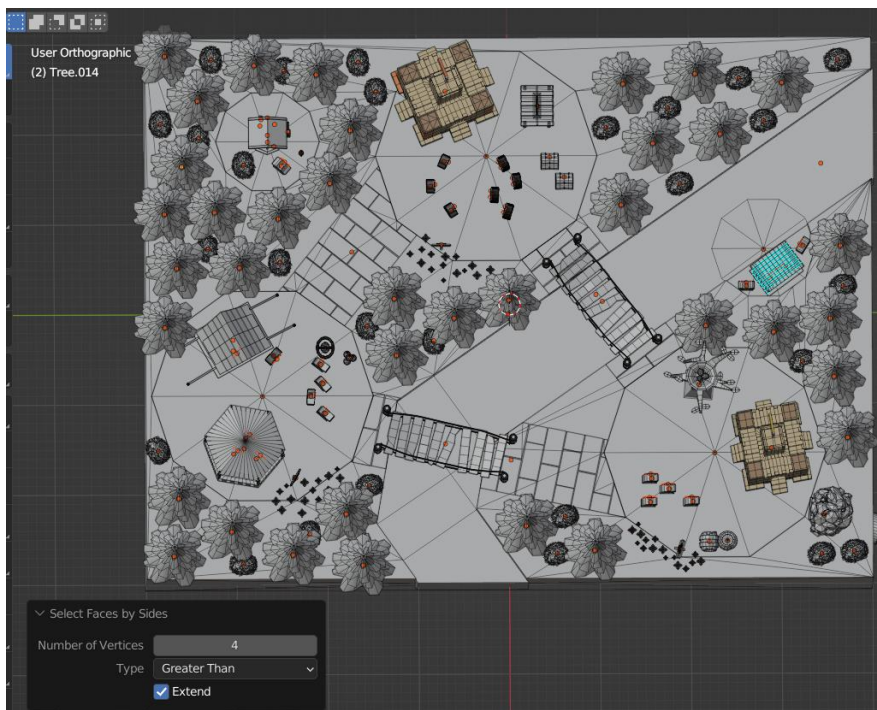 User Orthographic
(2) Tree.014
Select Faces by Sides
Number of Vertices 4
Type Greater Than
Extend